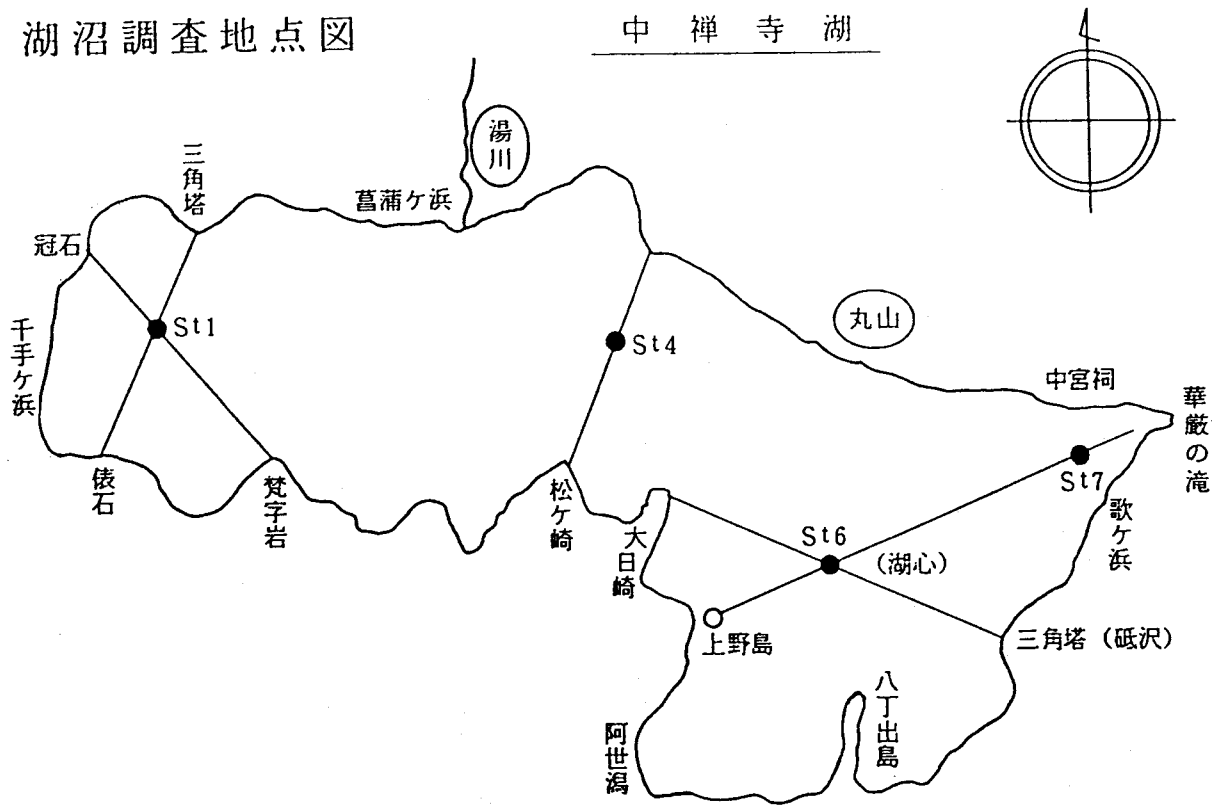 湖沼調査地点図
中禅寺湖
湯川
三角塔
菖蒲ケ浜
冠石
千手ケ浜
St1
St4
丸山
中宮祠
華厳の滝
俵石
梵字岩
松ケ崎
大日崎
St7
歌ケ浜
St6
(湖心)
上野島
三角塔(砥沢)
八丁出島
阿世潟